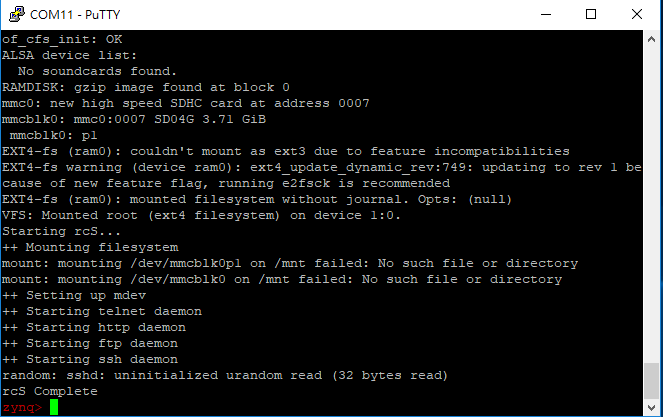 COM11 - PuTTY
of_cfs_init: OK
ALSA device list:
  No soundcards found.
RAMDISK: gzip image found at block 0
mmc0: new high speed SDHC card at address 0007
mmcblk0: mmc0:0007 SD04G 3.71 GiB
 mmcblk0: p1
EXT4-fs (ram0): couldn't mount as ext3 due to feature incompatibilities
EXT4-fs warning (device ram0): ext4_update_dynamic_rev:749: updating to rev 1 be
cause of new feature flag, running e2fsck is recommended
EXT4-fs (ram0): mounted filesystem without journal. Opts: (null)
VFS: Mounted root (ext4 filesystem) on device 1:0.
Starting rcS...
++ Mounting filesystem
mount: mounting /dev/mmcblk0p1 on /mnt failed: No such file or directory
mount: mounting /dev/mmcblk0 on /mnt failed: No such file or directory
++ Setting up mdev
++ Starting telnet daemon
++ Starting http daemon
++ Starting ftp daemon
++ Starting ssh daemon
random: sshd: uninitialized urandom read (32 bytes read)
rcS Complete
zynq>